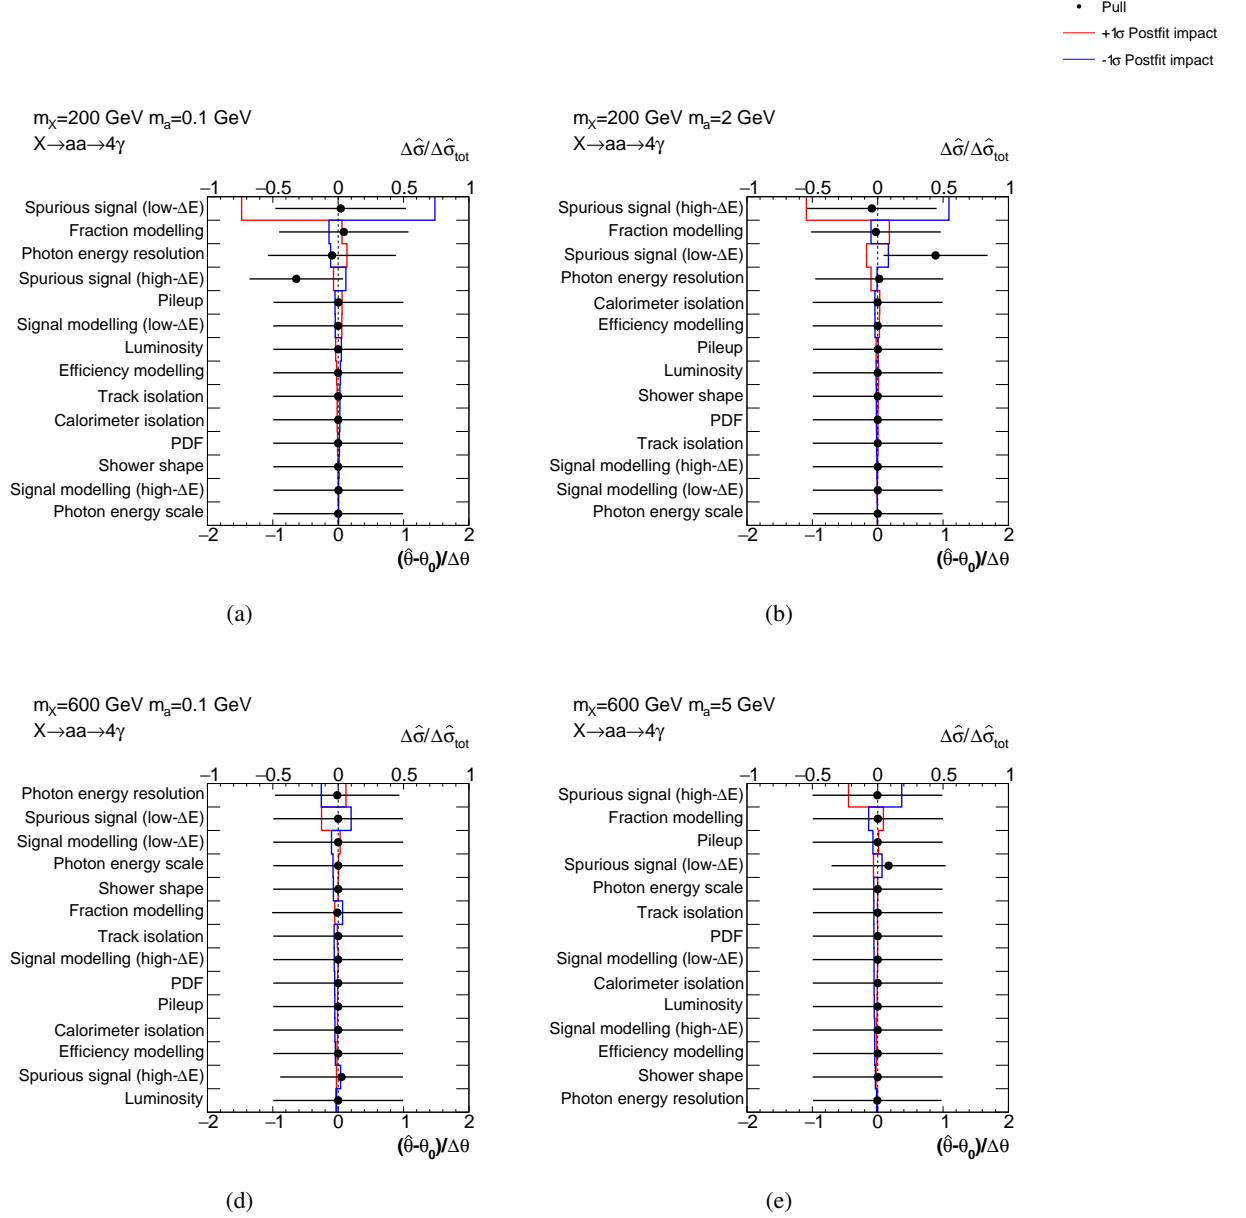 Pull
+1σ Postfit impact
-1σ Postfit impact
m_X=200 GeV m_a=0.1 GeV
X→aa→4γ
Δσ̂/Δσ̂_tot
−1 −0.5 0 0.5 1
Spurious signal (low-ΔE)
Fraction modelling
Photon energy resolution
Spurious signal (high-ΔE)
Pileup
Signal modelling (low-ΔE)
Luminosity
Efficiency modelling
Track isolation
Calorimeter isolation
PDF
Shower shape
Signal modelling (high-ΔE)
Photon energy scale
−2 −1 0 1 2
(θ̂-θ_0)/Δθ
(a)
m_X=200 GeV m_a=2 GeV
X→aa→4γ
Δσ̂/Δσ̂_tot
−1 −0.5 0 0.5 1
Spurious signal (high-ΔE)
Fraction modelling
Spurious signal (low-ΔE)
Photon energy resolution
Calorimeter isolation
Efficiency modelling
Pileup
Luminosity
Shower shape
PDF
Track isolation
Signal modelling (high-ΔE)
Signal modelling (low-ΔE)
Photon energy scale
−2 −1 0 1 2
(θ̂-θ_0)/Δθ
(b)
m_X=600 GeV m_a=0.1 GeV
X→aa→4γ
Δσ̂/Δσ̂_tot
−1 −0.5 0 0.5 1
Photon energy resolution
Spurious signal (low-ΔE)
Signal modelling (low-ΔE)
Photon energy scale
Shower shape
Fraction modelling
Track isolation
Signal modelling (high-ΔE)
PDF
Pileup
Calorimeter isolation
Efficiency modelling
Spurious signal (high-ΔE)
Luminosity
−2 −1 0 1 2
(θ̂-θ_0)/Δθ
(d)
m_X=600 GeV m_a=5 GeV
X→aa→4γ
Δσ̂/Δσ̂_tot
−1 −0.5 0 0.5 1
Spurious signal (high-ΔE)
Fraction modelling
Pileup
Spurious signal (low-ΔE)
Photon energy scale
Track isolation
PDF
Signal modelling (low-ΔE)
Calorimeter isolation
Luminosity
Signal modelling (high-ΔE)
Efficiency modelling
Shower shape
Photon energy resolution
−2 −1 0 1 2
(θ̂-θ_0)/Δθ
(e)